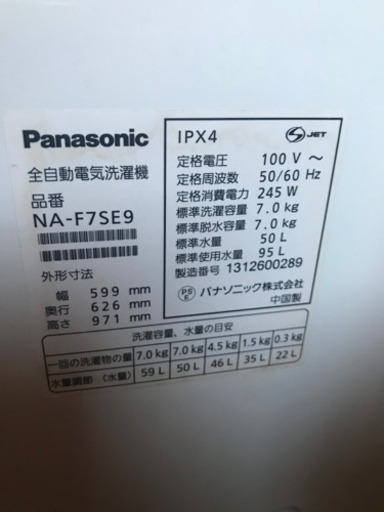 Panasonic
全自動電気洗濯機
品番
NA-F7SE9
外形寸法
幅 599 mm
奥行 626 mm
高さ 971 mm
IPX4
S JET
定格電圧 100 V ～
定格周波数 50/60 Hz
定格消費電力 245 W
標準洗濯容量 7.0 kg
標準脱水容量 7.0 kg
標準水量 50 L
標準使用水量 95 L
製造番号 1312600289
PS E パナソニック株式会社
中国製
洗濯容量、水量の目安
一回の洗濯物の量 7.0 kg 7.0 kg 4.5 kg 1.5 kg 0.3 kg
水量調節（水量） 59 L 50 L 46 L 35 L 22 L